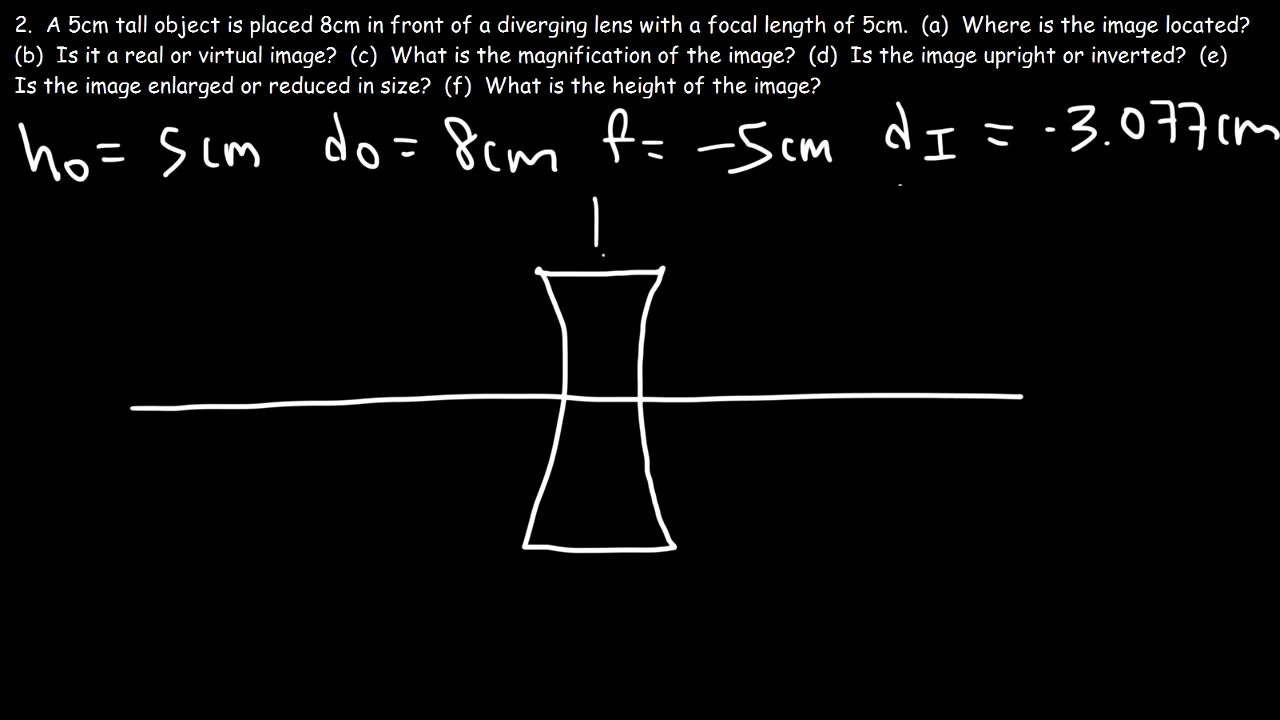 2. A 5cm tall object is placed 8cm in front of a diverging lens with a focal length of 5cm. (a) Where is the image located?
(b) Is it a real or virtual image? (c) What is the magnification of the image? (d) Is the image upright or inverted? (e)
Is the image enlarged or reduced in size? (f) What is the height of the image?
ho = 5cm do = 8cm f = -5cm dI = -3.077cm